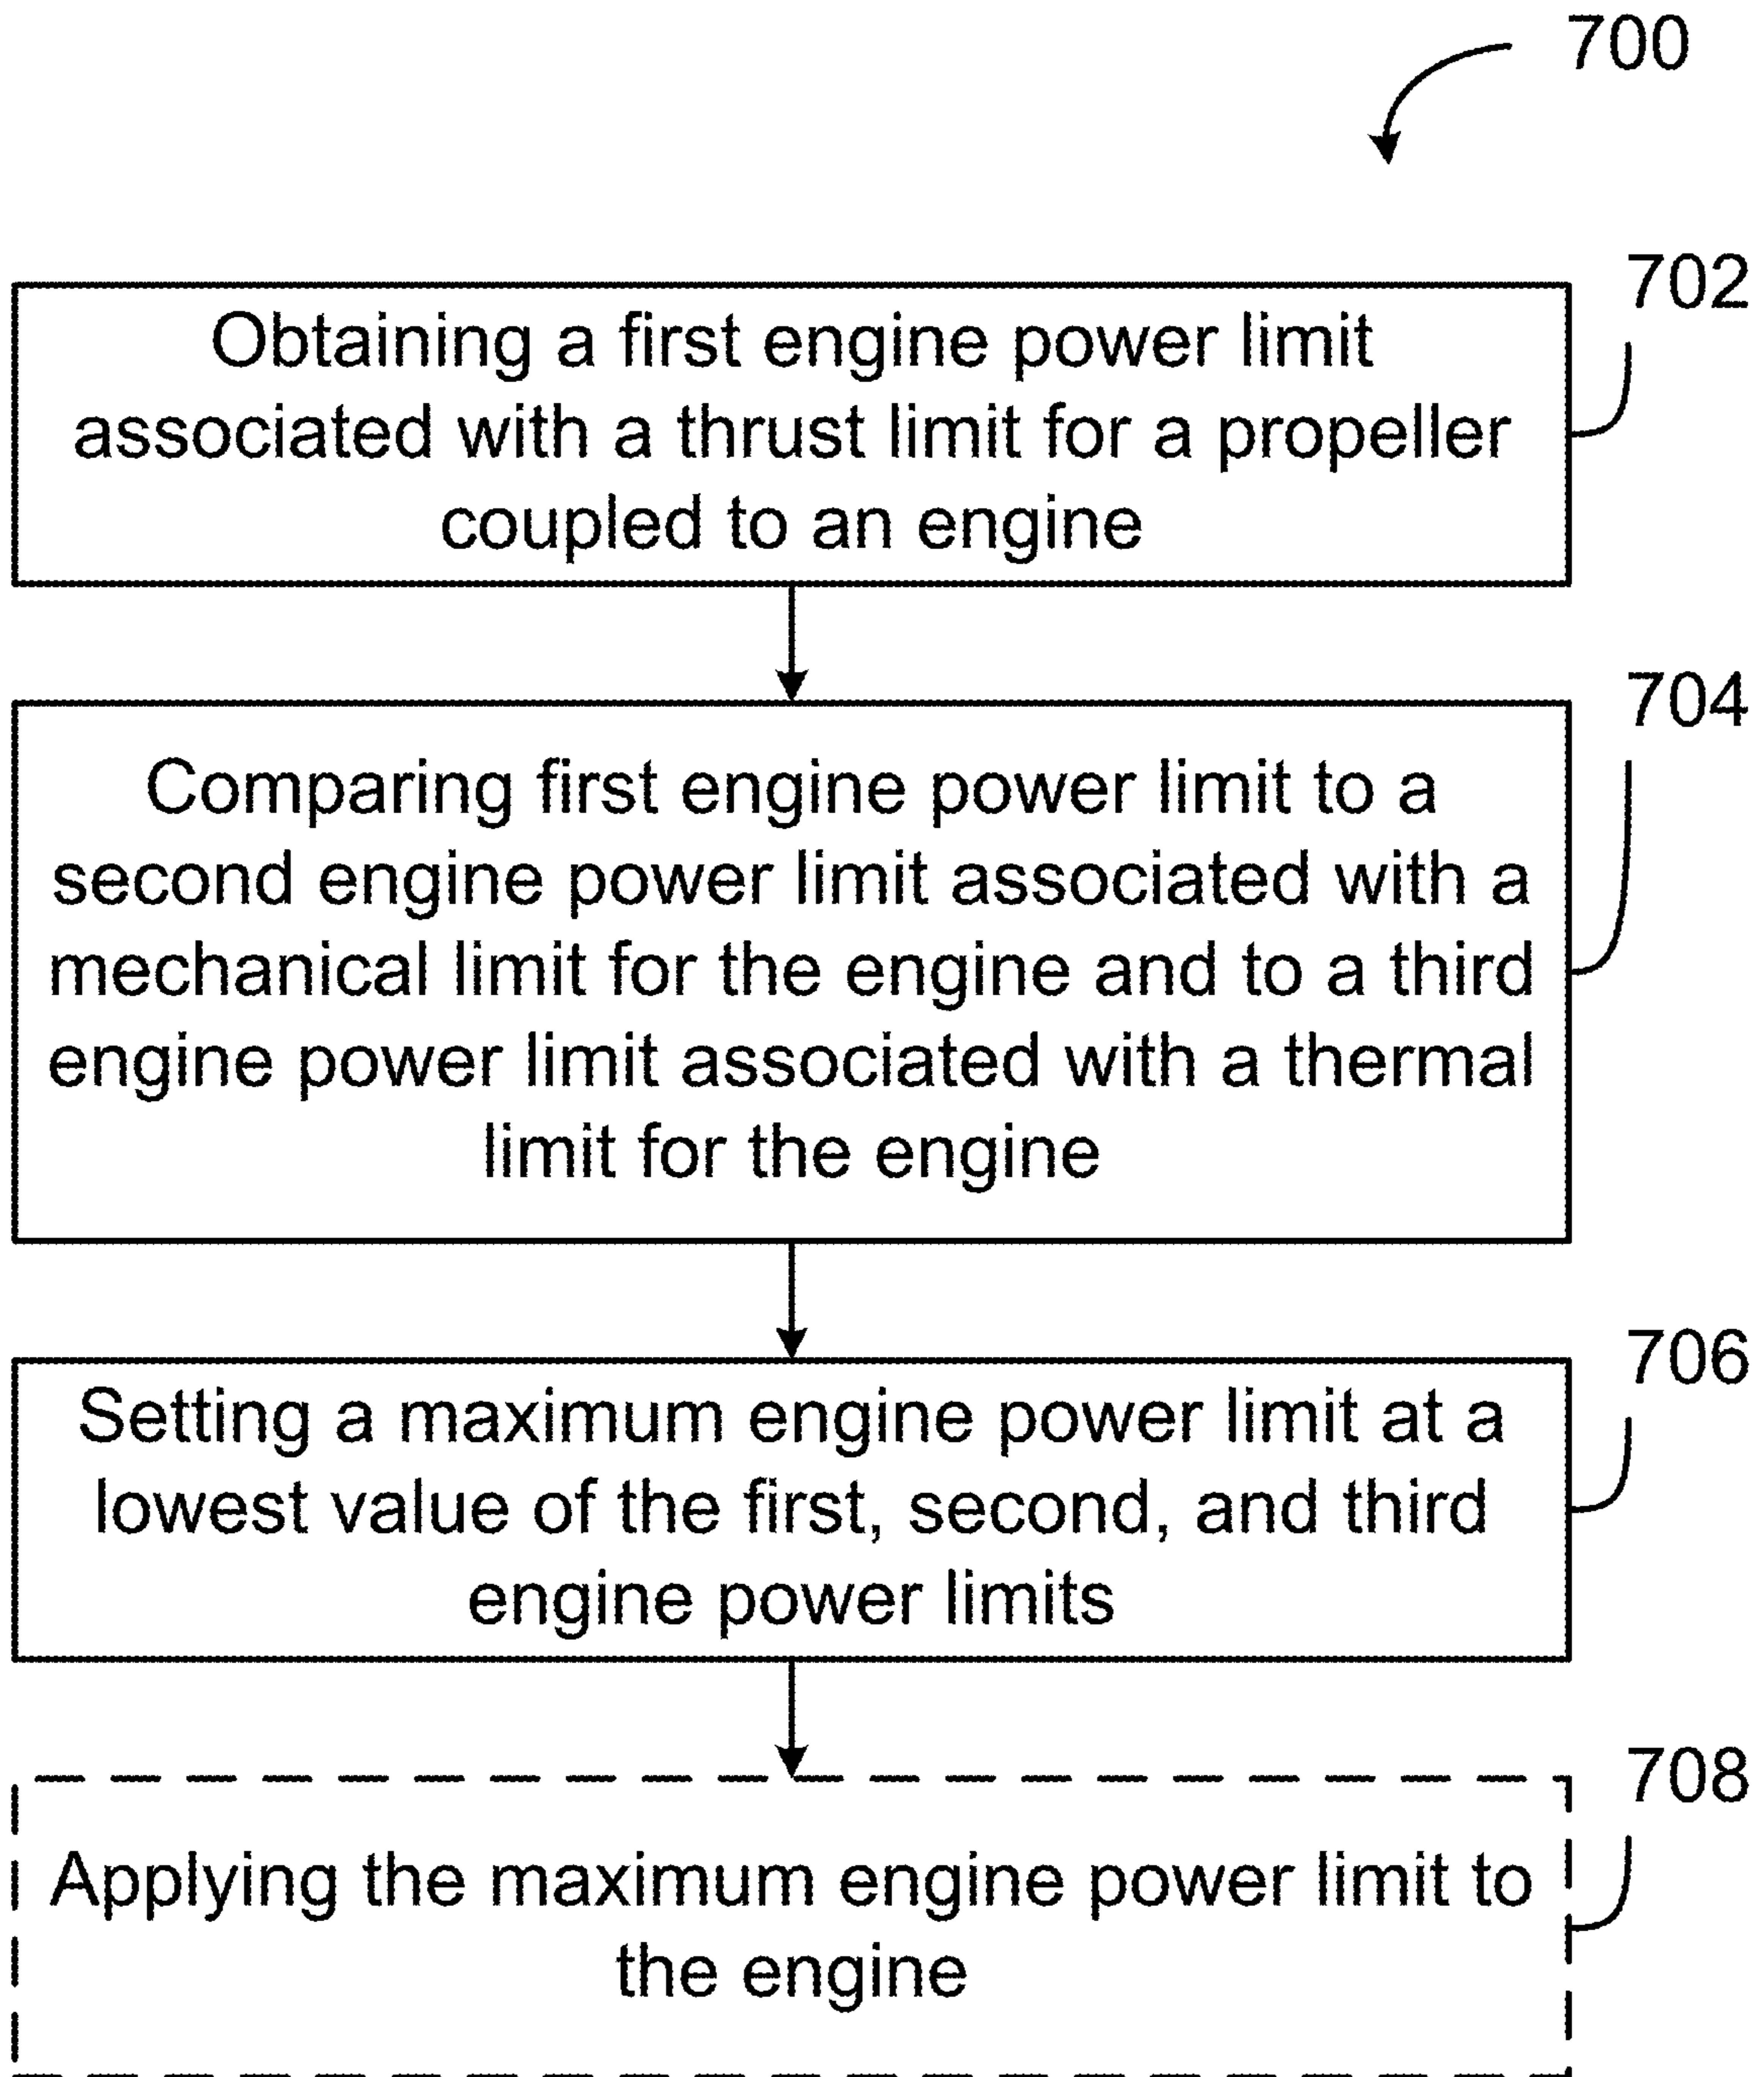 700
702
Obtaining a first engine power limit
associated with a thrust limit for a propeller
coupled to an engine
704
Comparing first engine power limit to a
second engine power limit associated with a
mechanical limit for the engine and to a third
engine power limit associated with a thermal
limit for the engine
706
Setting a maximum engine power limit at a
lowest value of the first, second, and third
engine power limits
708
Applying the maximum engine power limit to
the engine